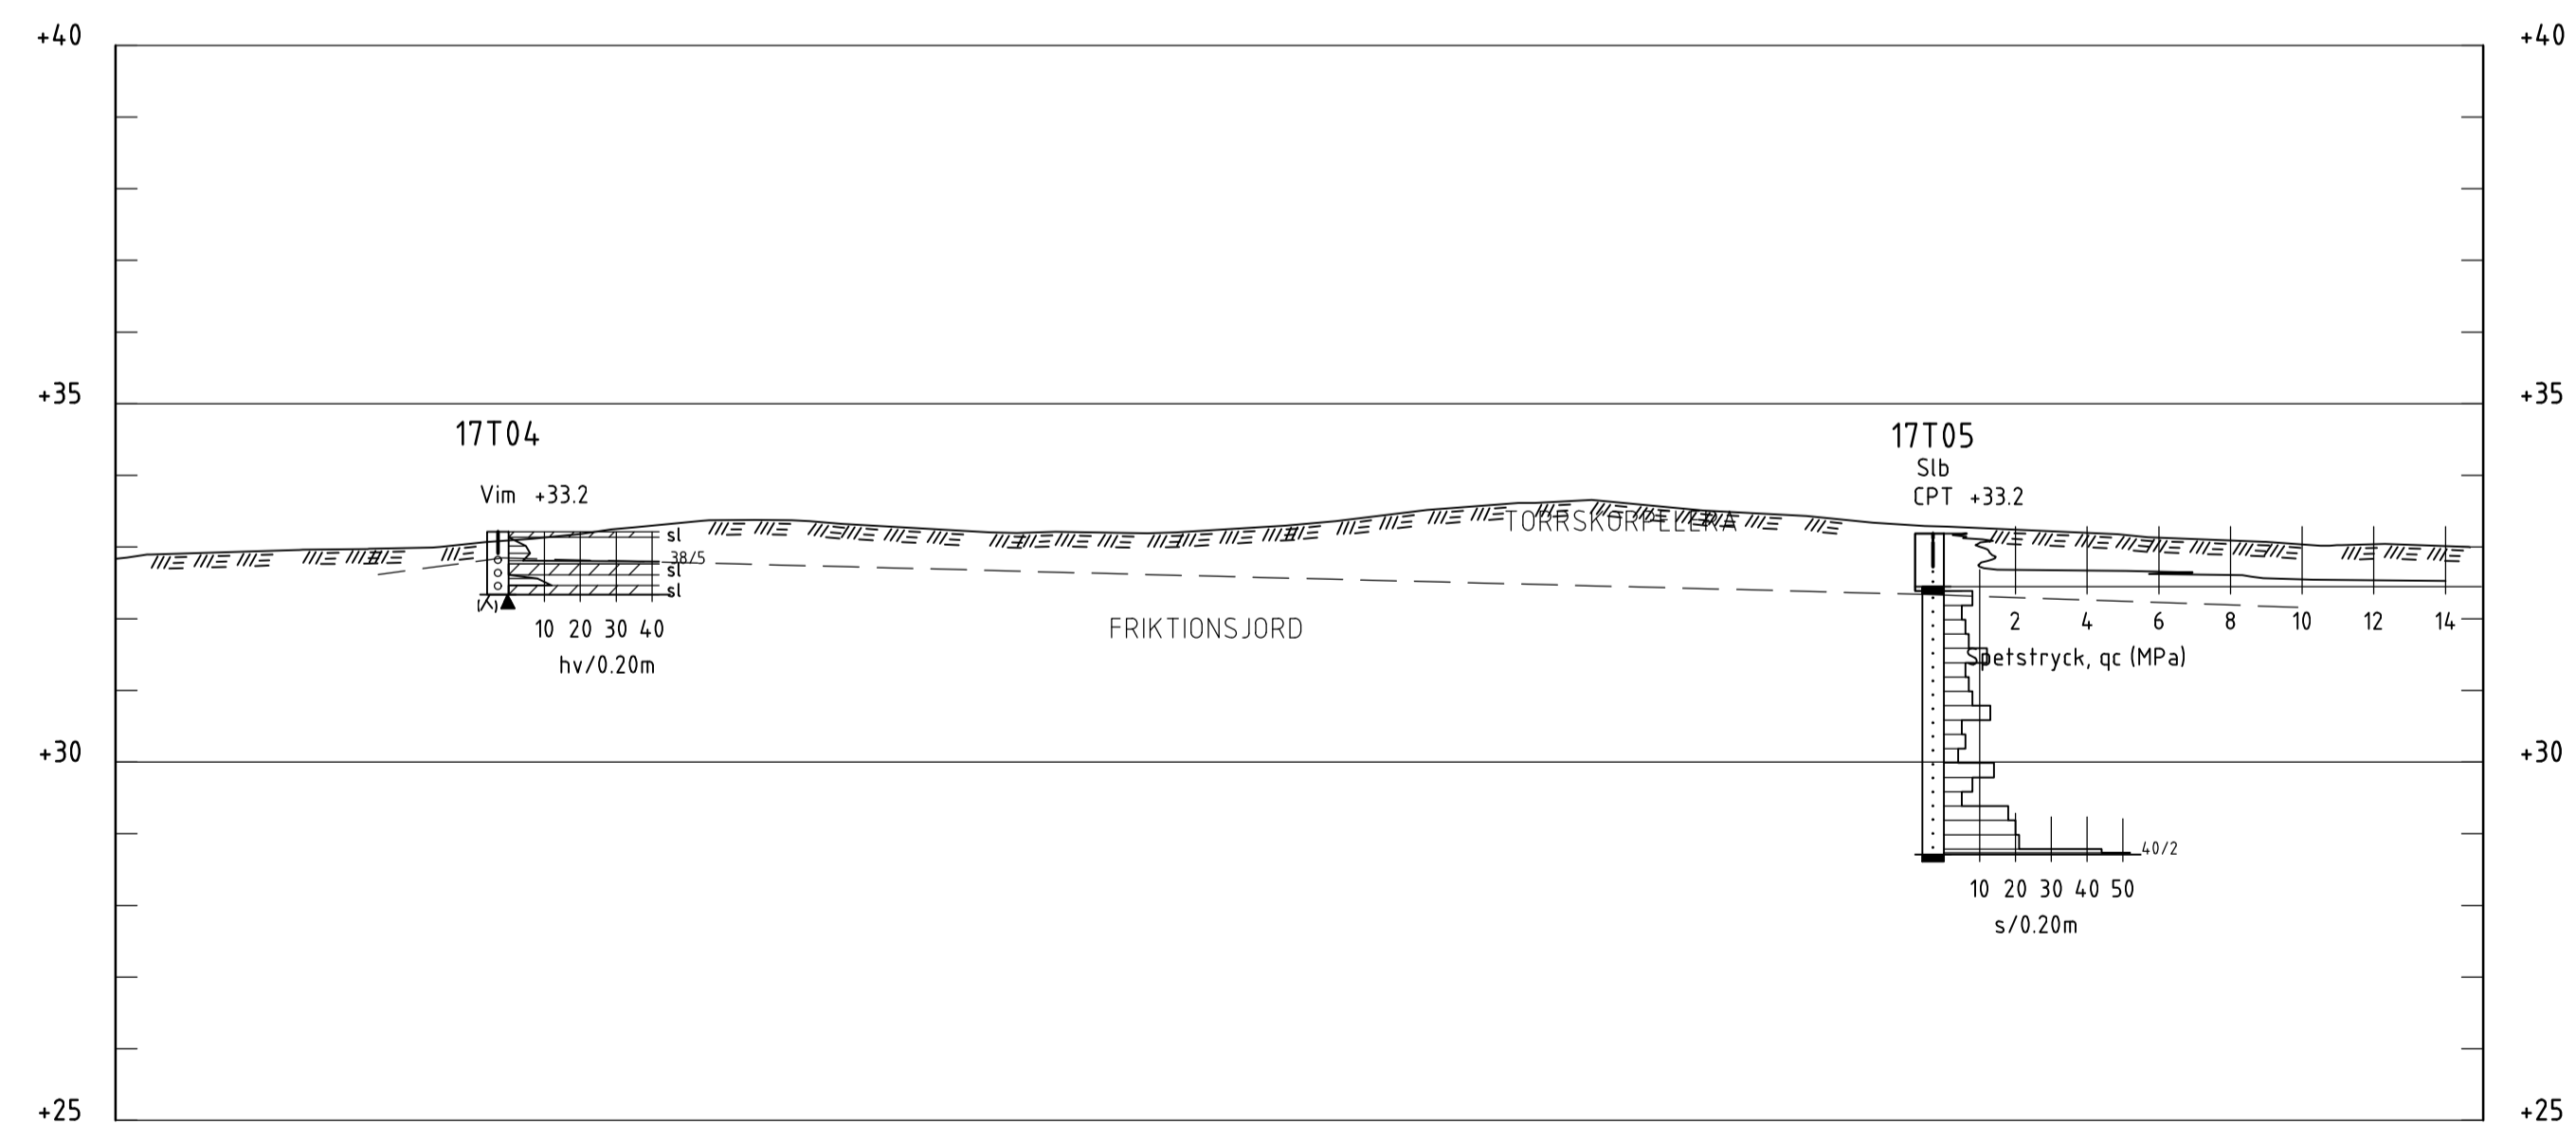 +40
+40
+35
+35
17T04
17T05
Slb
Vim +33.2
CPT +33.2
TORRSKORPELERA
sl
38/5
sl
sl
10 20 30 40
FRIKTIONSJORD
2 4 6 8 10 12 14
hv/0.20m
Spetstryck, qc (MPa)
+30
+30
40/2
10 20 30 40 50
s/0.20m
+25
+25